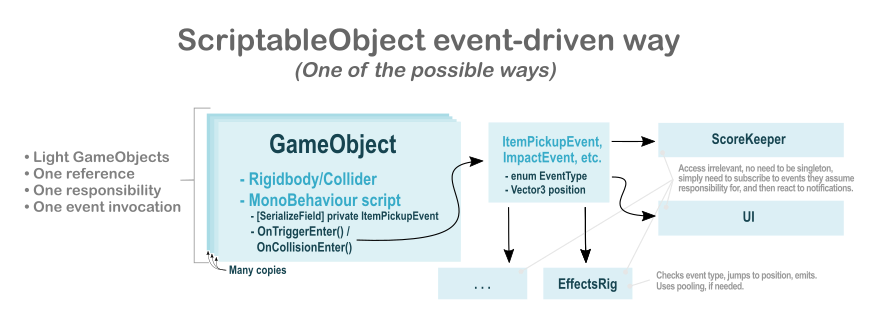 ScriptableObject event-driven way
(One of the possible ways)
• Light GameObjects
• One reference
• One responsibility
• One event invocation
GameObject
- Rigidbody/Collider
- MonoBehaviour script
- [SerializeField] private ItemPickupEvent
- OnTriggerEnter() /
OnCollisionEnter()
Many copies
ItemPickupEvent,
ImpactEvent, etc.
- enum EventType
- Vector3 position
ScoreKeeper
Access irrelevant, no need to be singleton,
simply need to subscribe to events they assume
responsibility for, and then react to notifications.
UI
. . .
EffectsRig
Checks event type, jumps to position, emits.
Uses pooling, if needed.